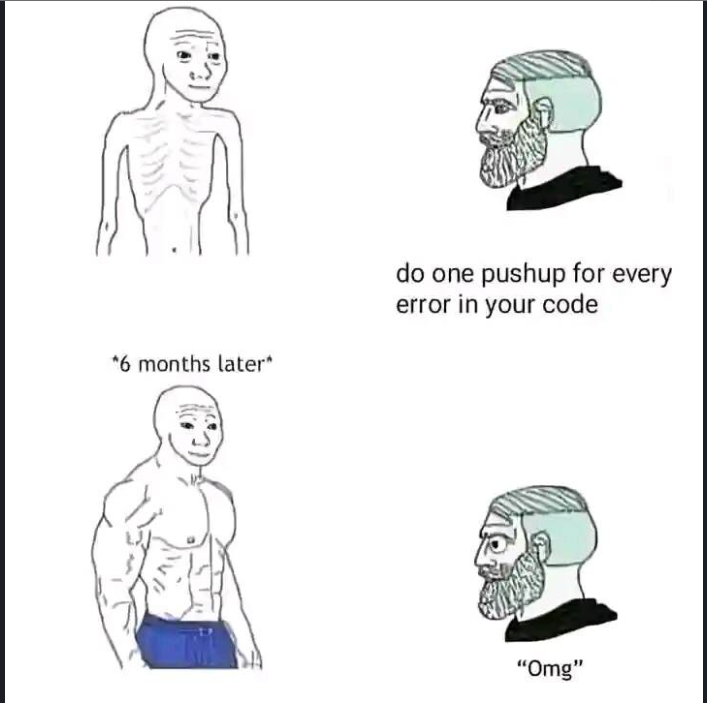 do one pushup for every
error in your code
*6 months later*
“Omg”